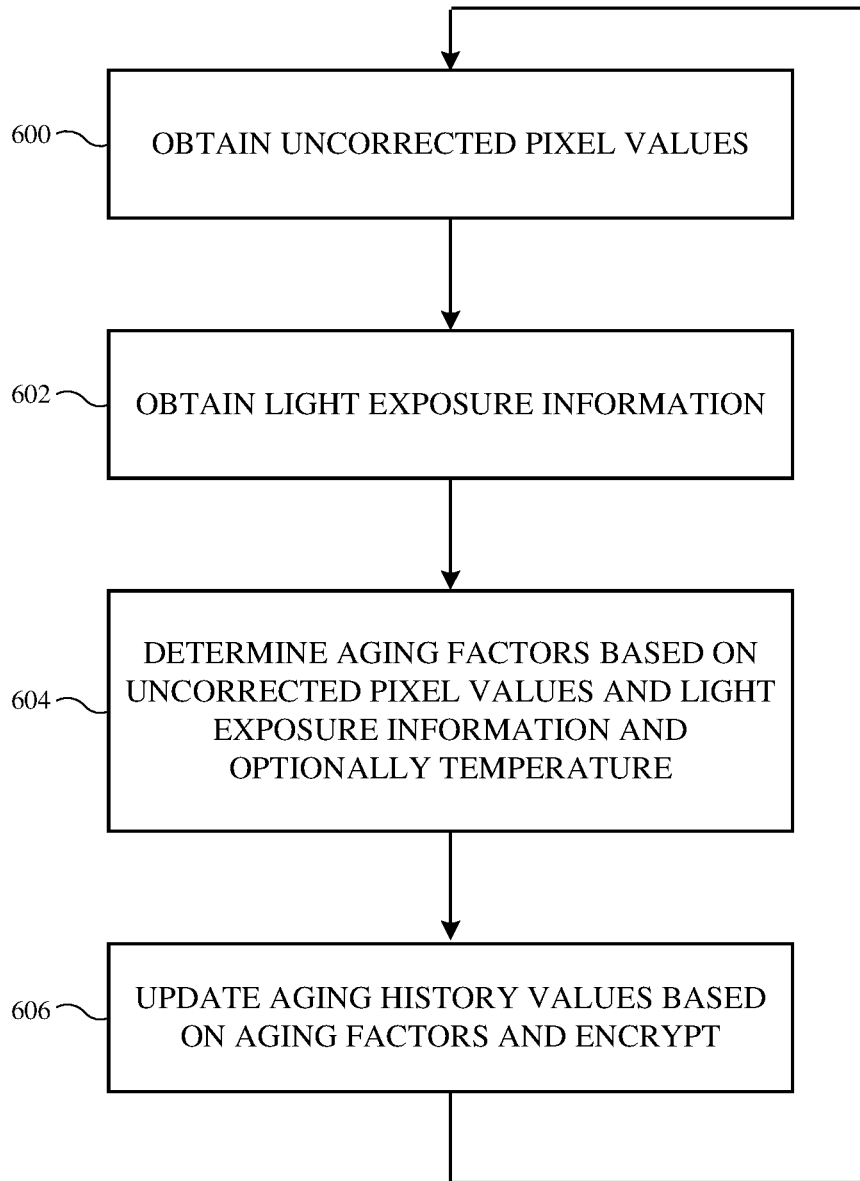 600
OBTAIN UNCORRECTED PIXEL VALUES
602
OBTAIN LIGHT EXPOSURE INFORMATION
604
DETERMINE AGING FACTORS BASED ON
UNCORRECTED PIXEL VALUES AND LIGHT
EXPOSURE INFORMATION AND
OPTIONALLY TEMPERATURE
606
UPDATE AGING HISTORY VALUES BASED
ON AGING FACTORS AND ENCRYPT